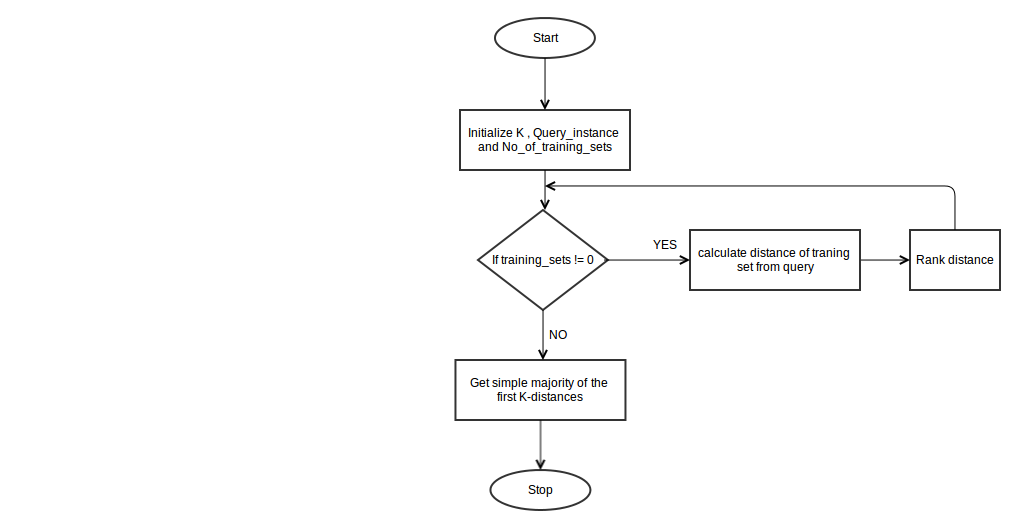 Start
Initialize K , Query_instance
and No_of_training_sets
If training_sets != 0
YES
calculate distance of traning
set from query
Rank distance
NO
Get simple majority of the
first K-distances
Stop